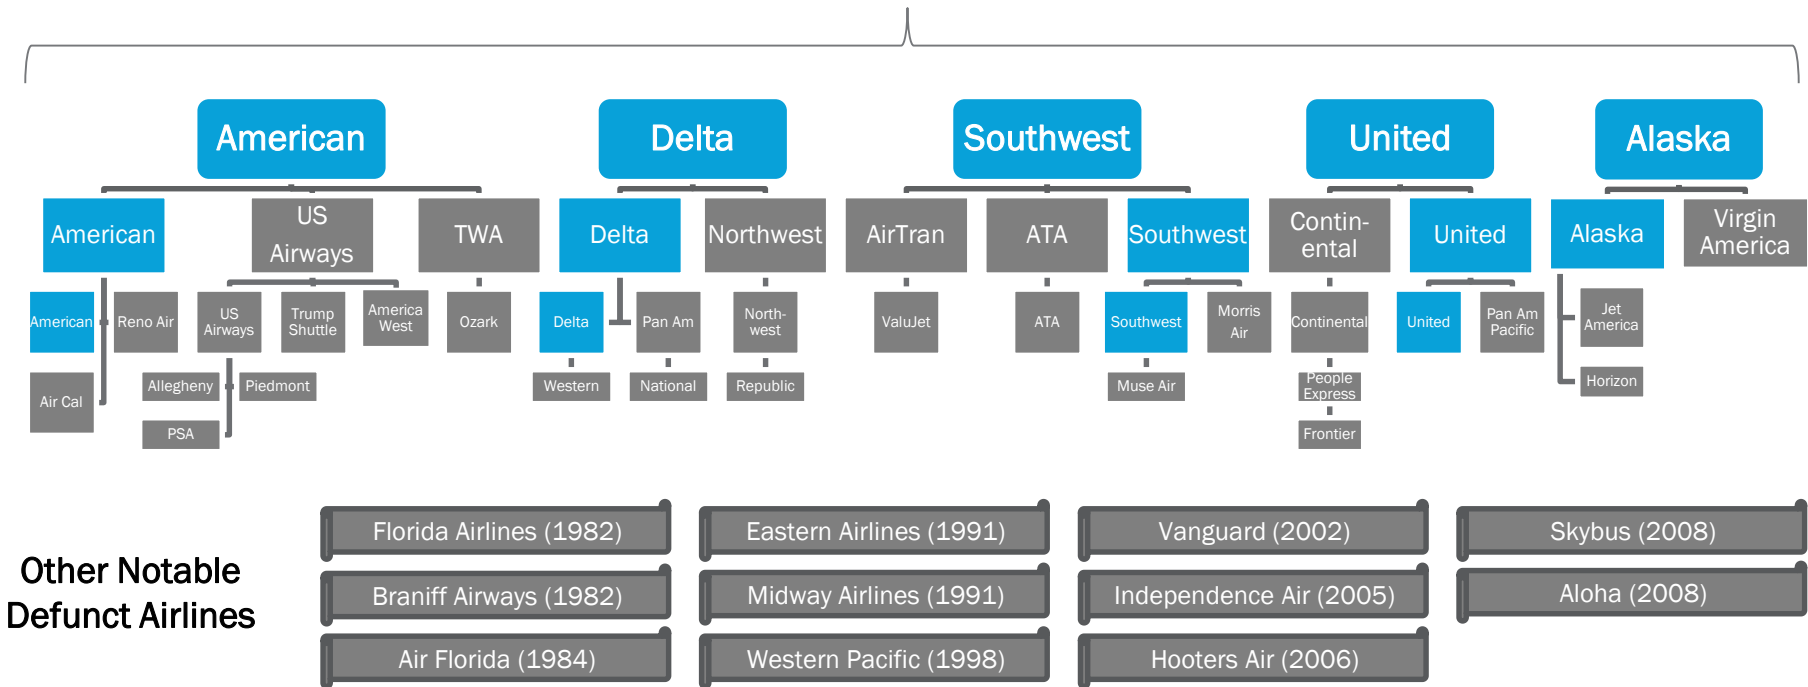 American
Delta
Southwest
United
Alaska
American
US
Airways
TWA
Delta
Northwest
AirTran
ATA
Southwest
Contin-
ental
United
Alaska
Virgin
America
American
Reno Air
US
Airways
Trump
Shuttle
America
West
Ozark
Delta
Pan Am
North-
west
ValuJet
ATA
Southwest
Morris
Air
Continental
United
Pan Am
Pacific
Jet
America
Air Cal
Allegheny
Piedmont
Western
National
Republic
Muse Air
People
Express
Horizon
PSA
Frontier
Other Notable
Defunct Airlines
Florida Airlines (1982)
Eastern Airlines (1991)
Vanguard (2002)
Skybus (2008)
Braniff Airways (1982)
Midway Airlines (1991)
Independence Air (2005)
Aloha (2008)
Air Florida (1984)
Western Pacific (1998)
Hooters Air (2006)